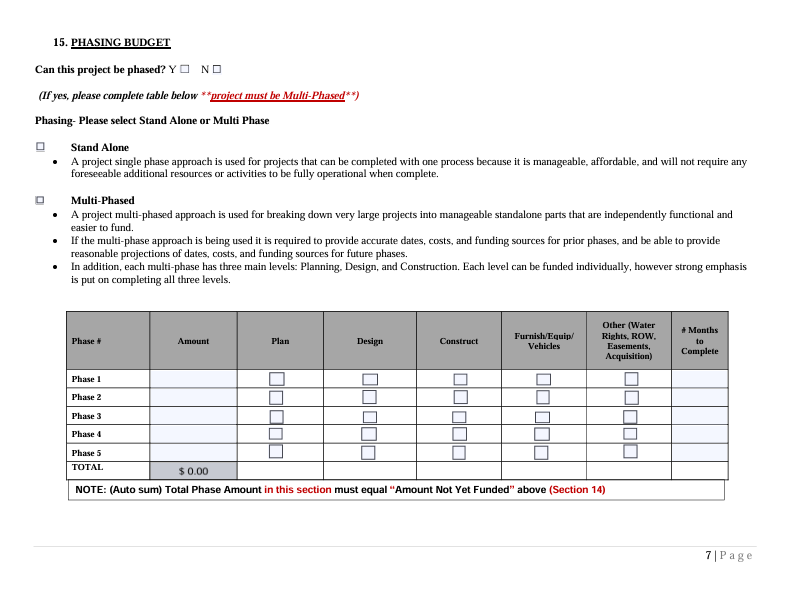 15. PHASING BUDGET
Can this project be phased? Y ☐ N ☐
(If yes, please complete table below **project must be Multi-Phased**)
Phasing- Please select Stand Alone or Multi Phase
☐ Stand Alone
• A project single phase approach is used for projects that can be completed with one process because it is manageable, affordable, and will not require any
foreseeable additional resources or activities to be fully operational when complete.
☐ Multi-Phased
• A project multi-phased approach is used for breaking down very large projects into manageable standalone parts that are independently functional and
easier to fund.
• If the multi-phase approach is being used it is required to provide accurate dates, costs, and funding sources for prior phases, and be able to provide
reasonable projections of dates, costs, and funding sources for future phases.
• In addition, each multi-phase has three main levels: Planning, Design, and Construction. Each level can be funded individually, however strong emphasis
is put on completing all three levels.
Phase # Amount Plan Design Construct Furnish/Equip/ Vehicles Other (Water Rights, ROW, Easements, Acquisition) # Months to Complete
Phase 1 ☐ ☐ ☐ ☐ ☐
Phase 2 ☐ ☐ ☐ ☐ ☐
Phase 3 ☐ ☐ ☐ ☐ ☐
Phase 4 ☐ ☐ ☐ ☐ ☐
Phase 5 ☐ ☐ ☐ ☐ ☐
TOTAL $ 0.00
NOTE: (Auto sum) Total Phase Amount in this section must equal “Amount Not Yet Funded” above (Section 14)
7 | P a g e